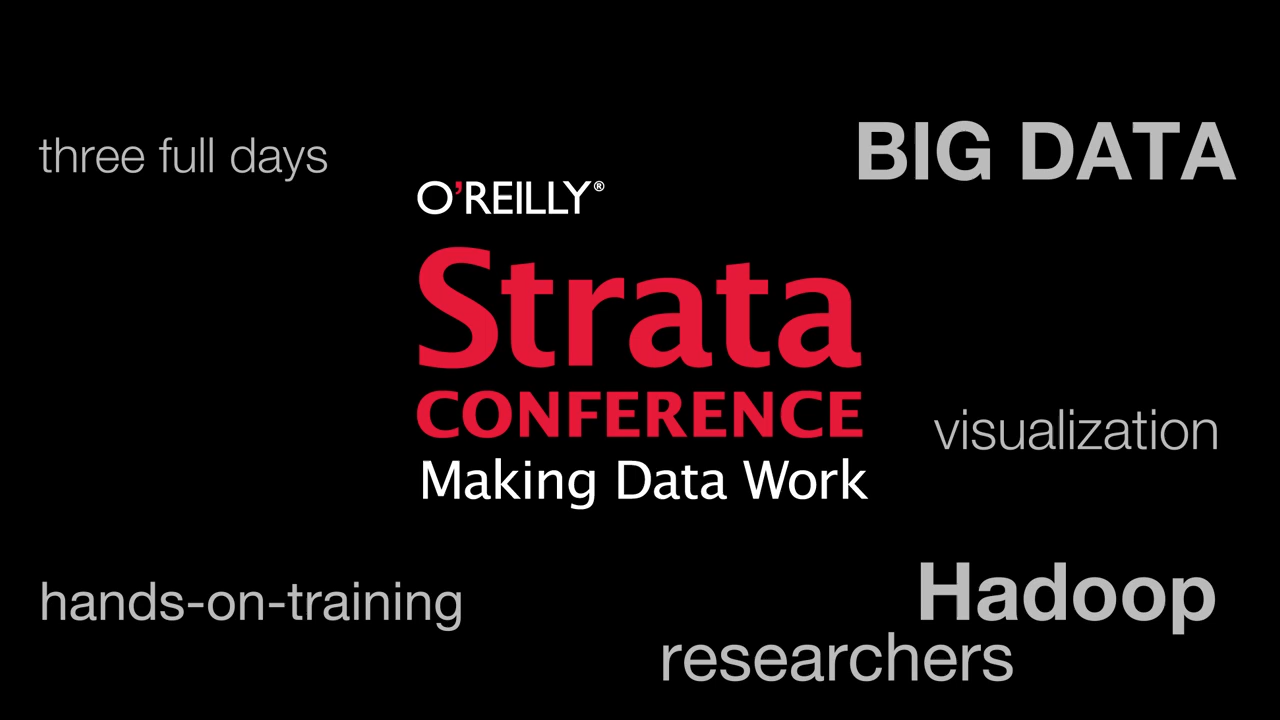 three full days
BIG DATA
O'REILLY®
Strata
CONFERENCE
Making Data Work
visualization
hands-on-training
Hadoop
researchers